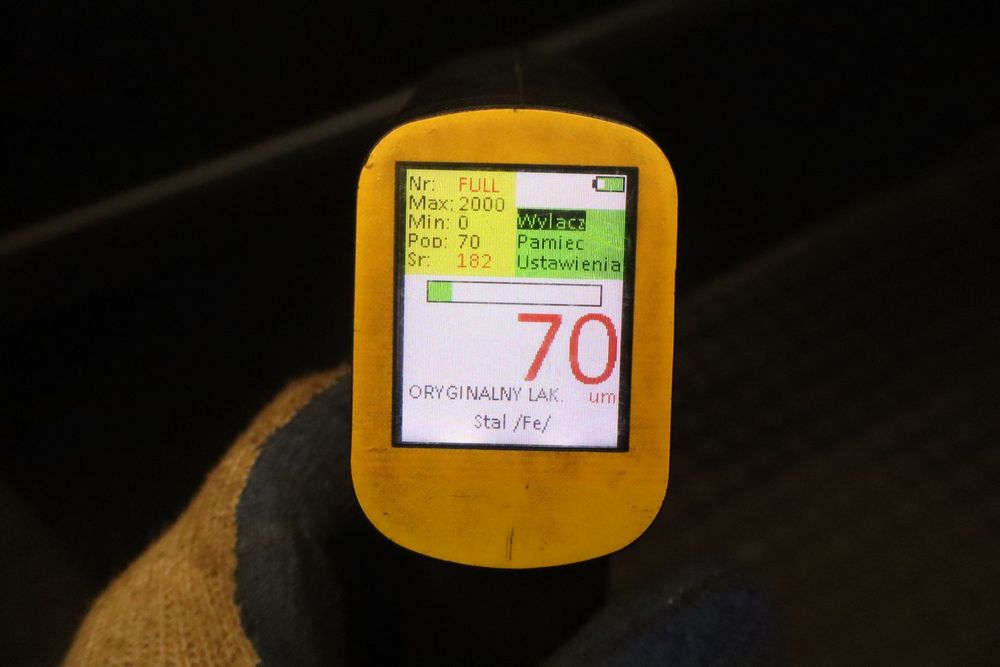 Nr: FULL
Max: 2000
Min: 0
Pop: 70
Sr: 182
Wylacz
Pamiec
Ustawienia
70
um
ORYGINALNY LAK.
Stal /Fe/